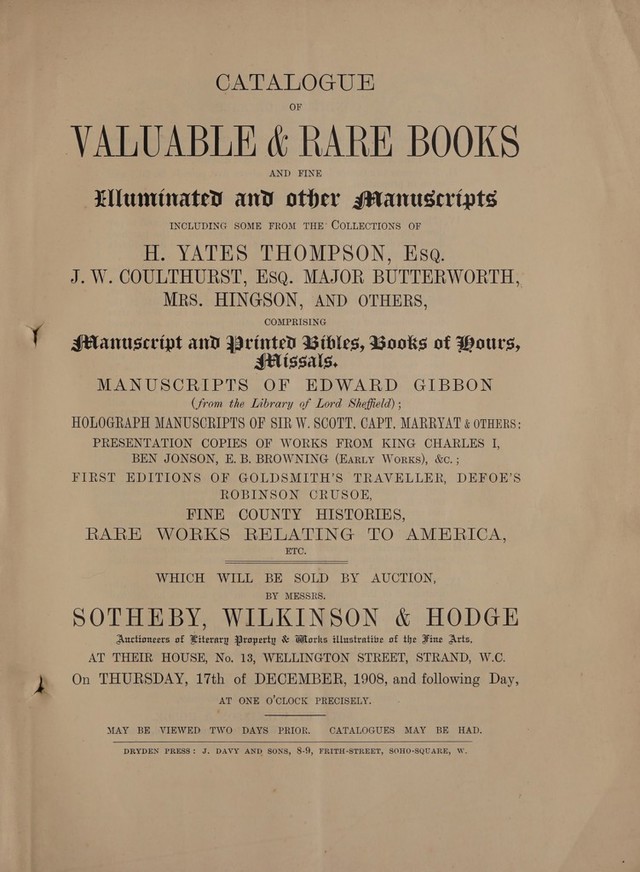 CATALOGUE
OF
VALUABLE & RARE BOOKS
AND FINE
Illuminated and other Manuscripts
INCLUDING SOME FROM THE COLLECTIONS OF
H. YATES THOMPSON, ESQ.
J. W. COULTHURST, ESQ. MAJOR BUTTERWORTH,
MRS. HINGSON, AND OTHERS,
COMPRISING
Manuscript and Printed Bibles, Books of Hours,
Missals.
MANUSCRIPTS OF EDWARD GIBBON
(from the Library of Lord Sheffield);
HOLOGRAPH MANUSCRIPTS OF SIR W. SCOTT, CAPT. MARRYAT & OTHERS;
PRESENTATION COPIES OF WORKS FROM KING CHARLES I,
BEN JONSON, E. B. BROWNING (EARLY WORKS), &C.;
FIRST EDITIONS OF GOLDSMITH'S TRAVELLER, DEFOE'S
ROBINSON CRUSOE,
FINE COUNTY HISTORIES,
RARE WORKS RELATING TO AMERICA,
ETC.
WHICH WILL BE SOLD BY AUCTION,
BY MESSRS.
SOTHEBY, WILKINSON & HODGE
Auctioneers of Literary Property & Works illustrative of the Fine Arts,
AT THEIR HOUSE, No. 13, WELLINGTON STREET, STRAND, W.C.
On THURSDAY, 17th of DECEMBER, 1908, and following Day,
AT ONE O'CLOCK PRECISELY.
MAY BE VIEWED TWO DAYS PRIOR. CATALOGUES MAY BE HAD.
DRYDEN PRESS: J. DAVY AND SONS, 8-9, FRITH-STREET, SOHO-SQUARE, W.